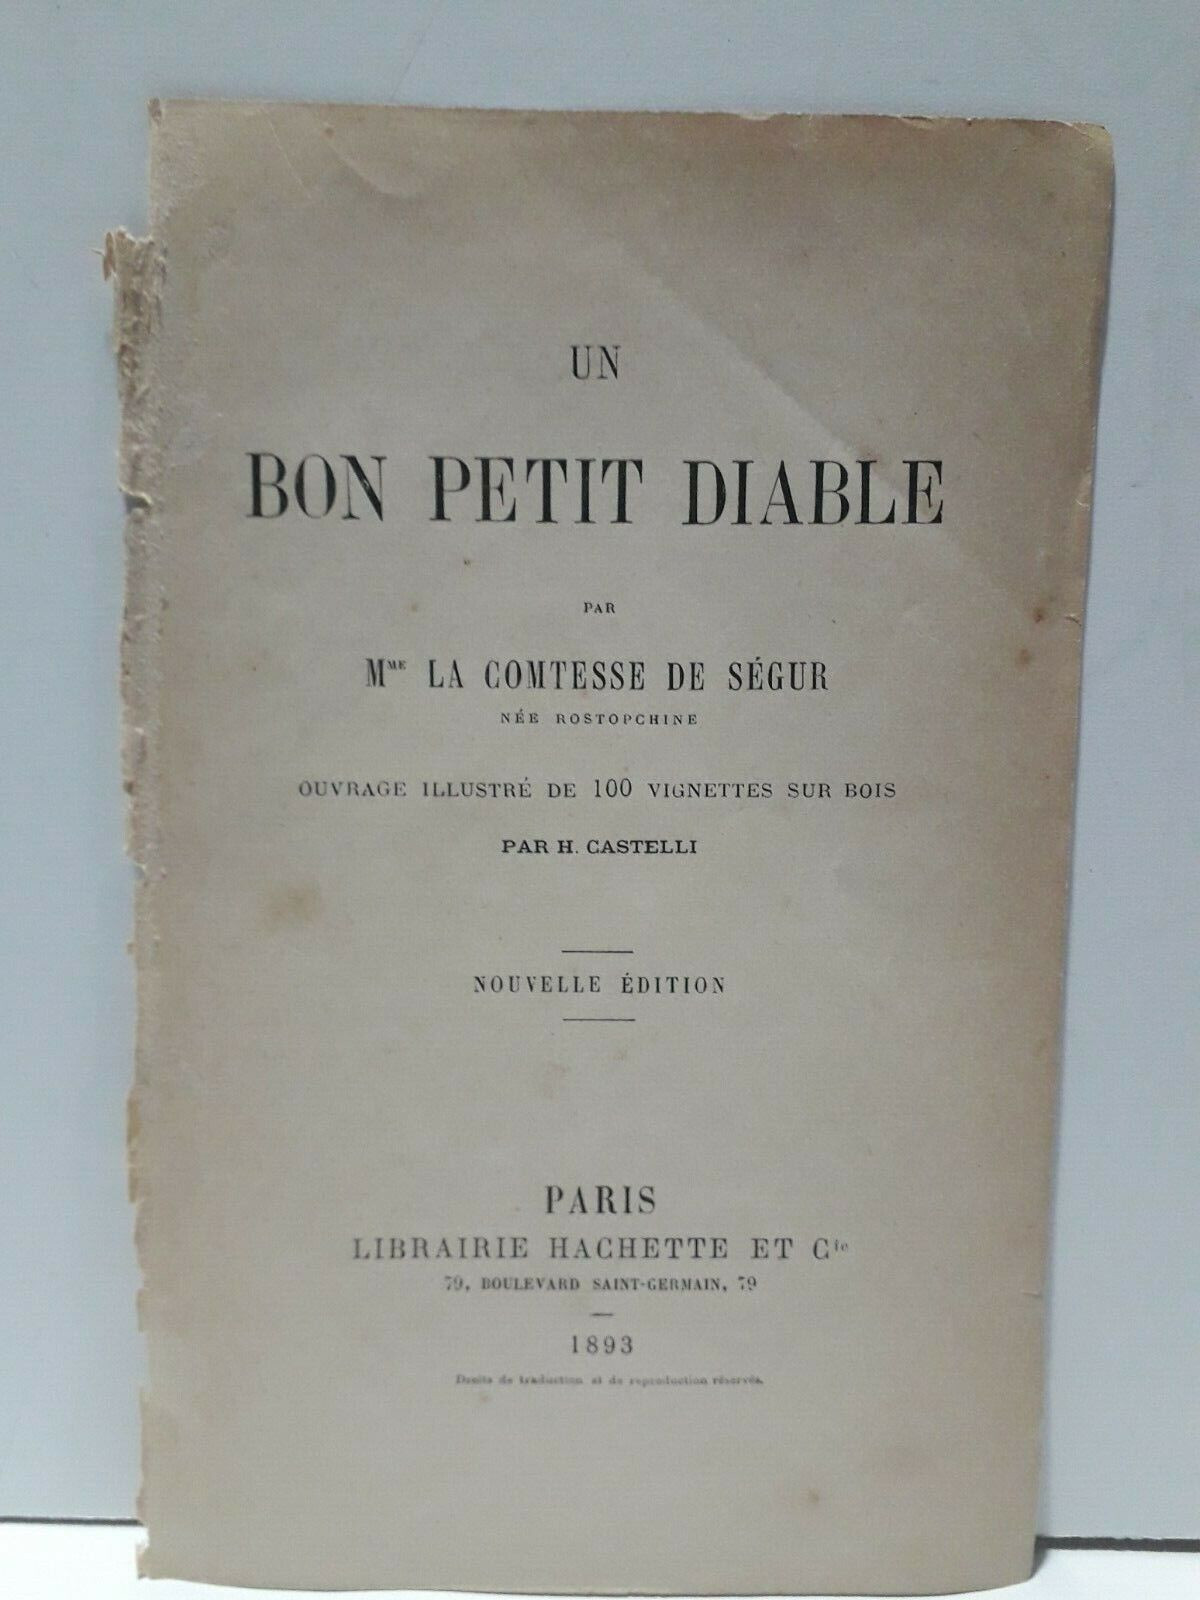 UN
BON PETIT DIABLE
PAR
Mᵐᵉ LA COMTESSE DE SÉGUR
NÉE ROSTOPCHINE
OUVRAGE ILLUSTRÉ DE 100 VIGNETTES SUR BOIS
PAR H. CASTELLI
NOUVELLE ÉDITION
PARIS
LIBRAIRIE HACHETTE ET Cⁱᵉ
79, BOULEVARD SAINT-GERMAIN, 79
1893
Droits de traduction et de reproduction réservés.